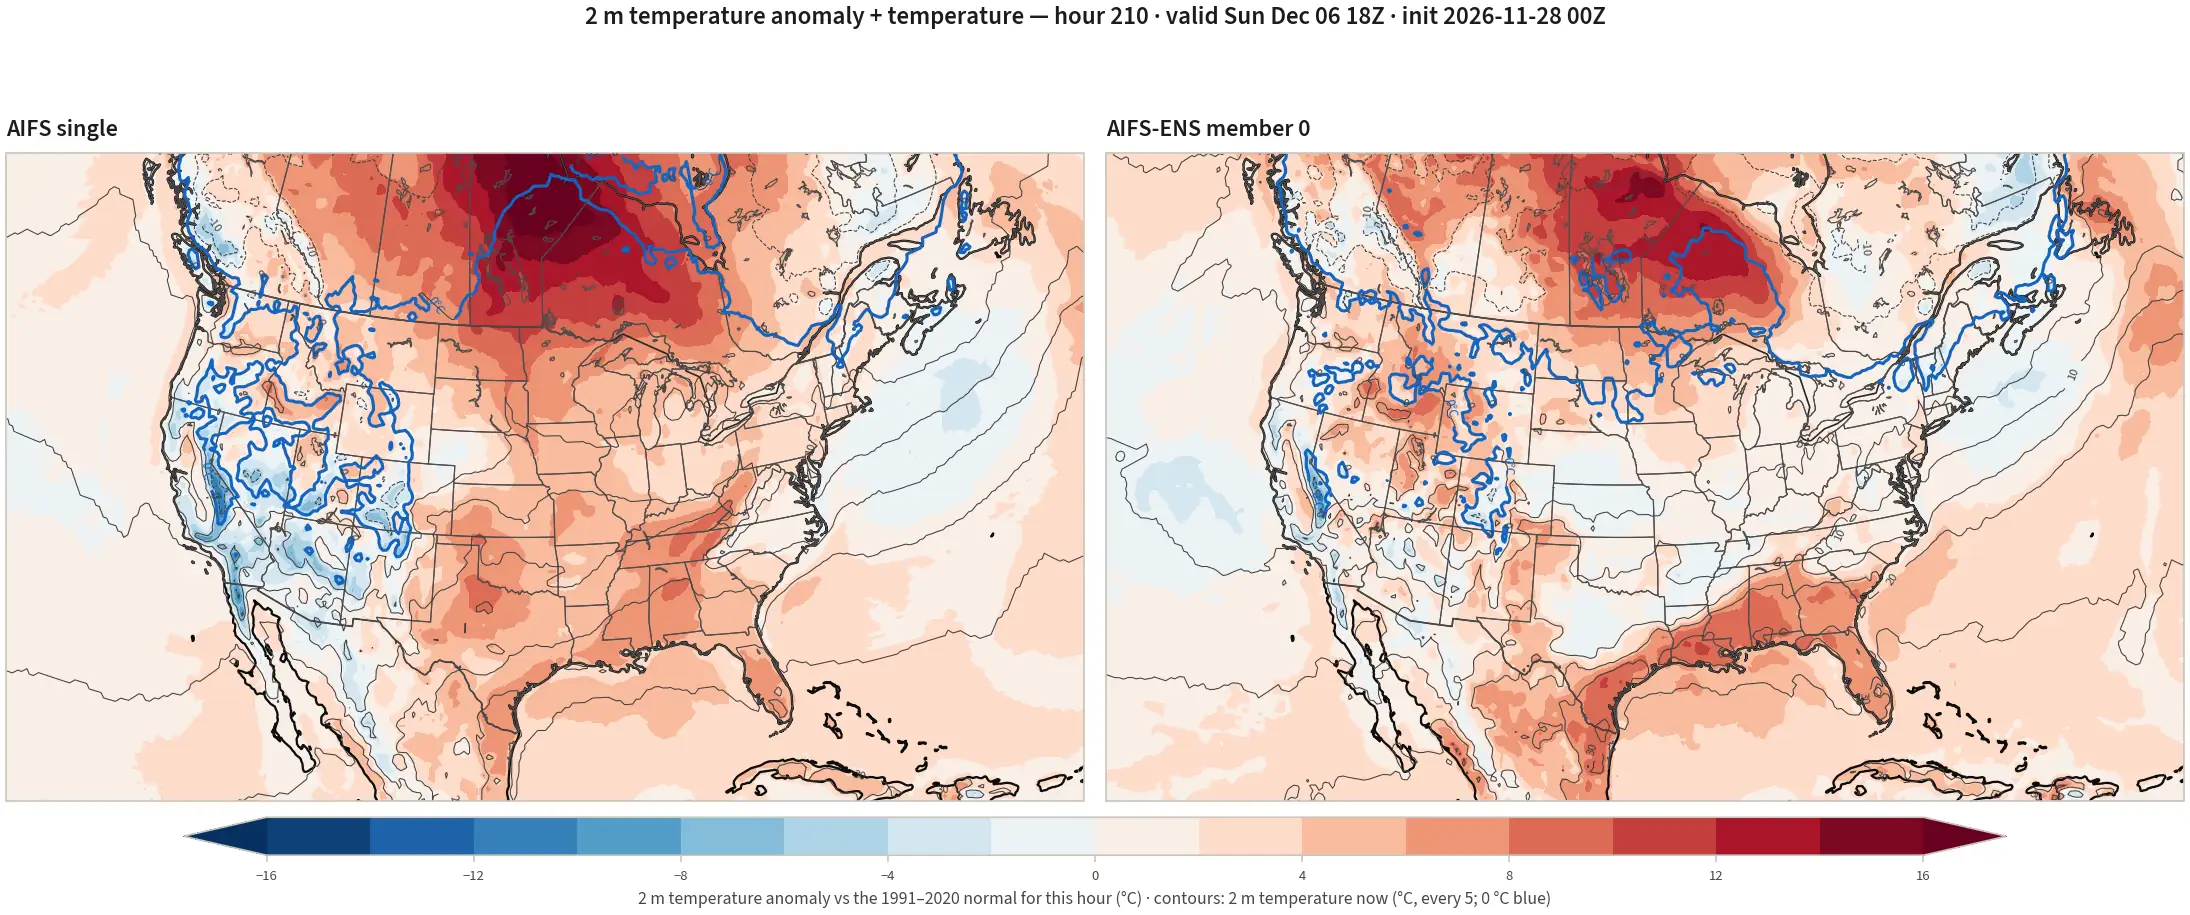 2 m temperature anomaly + temperature — hour 210 · valid Sun Dec 06 18Z · init 2026-11-28 00Z
AIFS single
AIFS-ENS member 0
−16 −12 −8 −4 0 4 8 12 16
2 m temperature anomaly vs the 1991–2020 normal for this hour (°C) · contours: 2 m temperature now (°C, every 5; 0 °C blue)